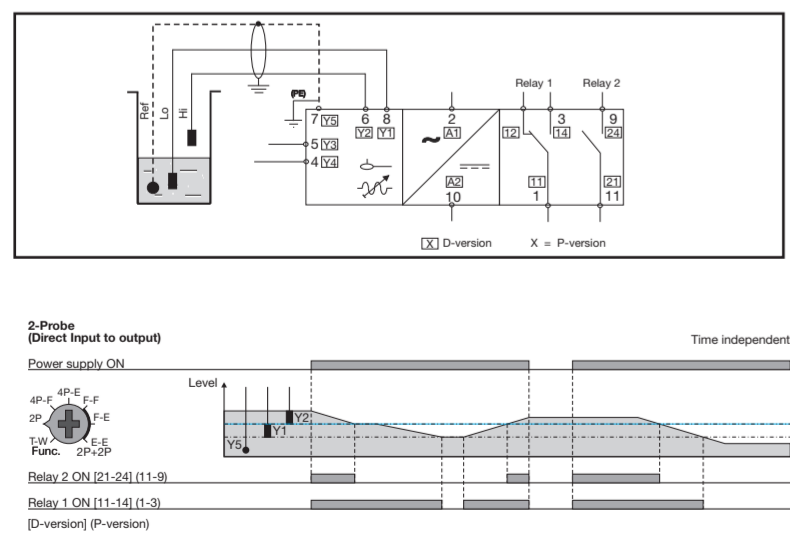 (PE)
Relay 1
Relay 2
Ref
Lo
Hi
7 Y5
6
8
2
3
9
Y2
Y1
A1
12
14
24
5 Y3
4 Y4
A2
11
21
10
1
11
X D-version
X = P-version
2-Probe
(Direct Input to output)
Time independent
Power supply ON
Level
4P-E
4P-F
F-F
2P
F-E
T-W
E-E
Func.
2P+2P
Y2
Y1
Y5
Relay 2 ON [21-24] (11-9)
Relay 1 ON [11-14] (1-3)
[D-version] (P-version)